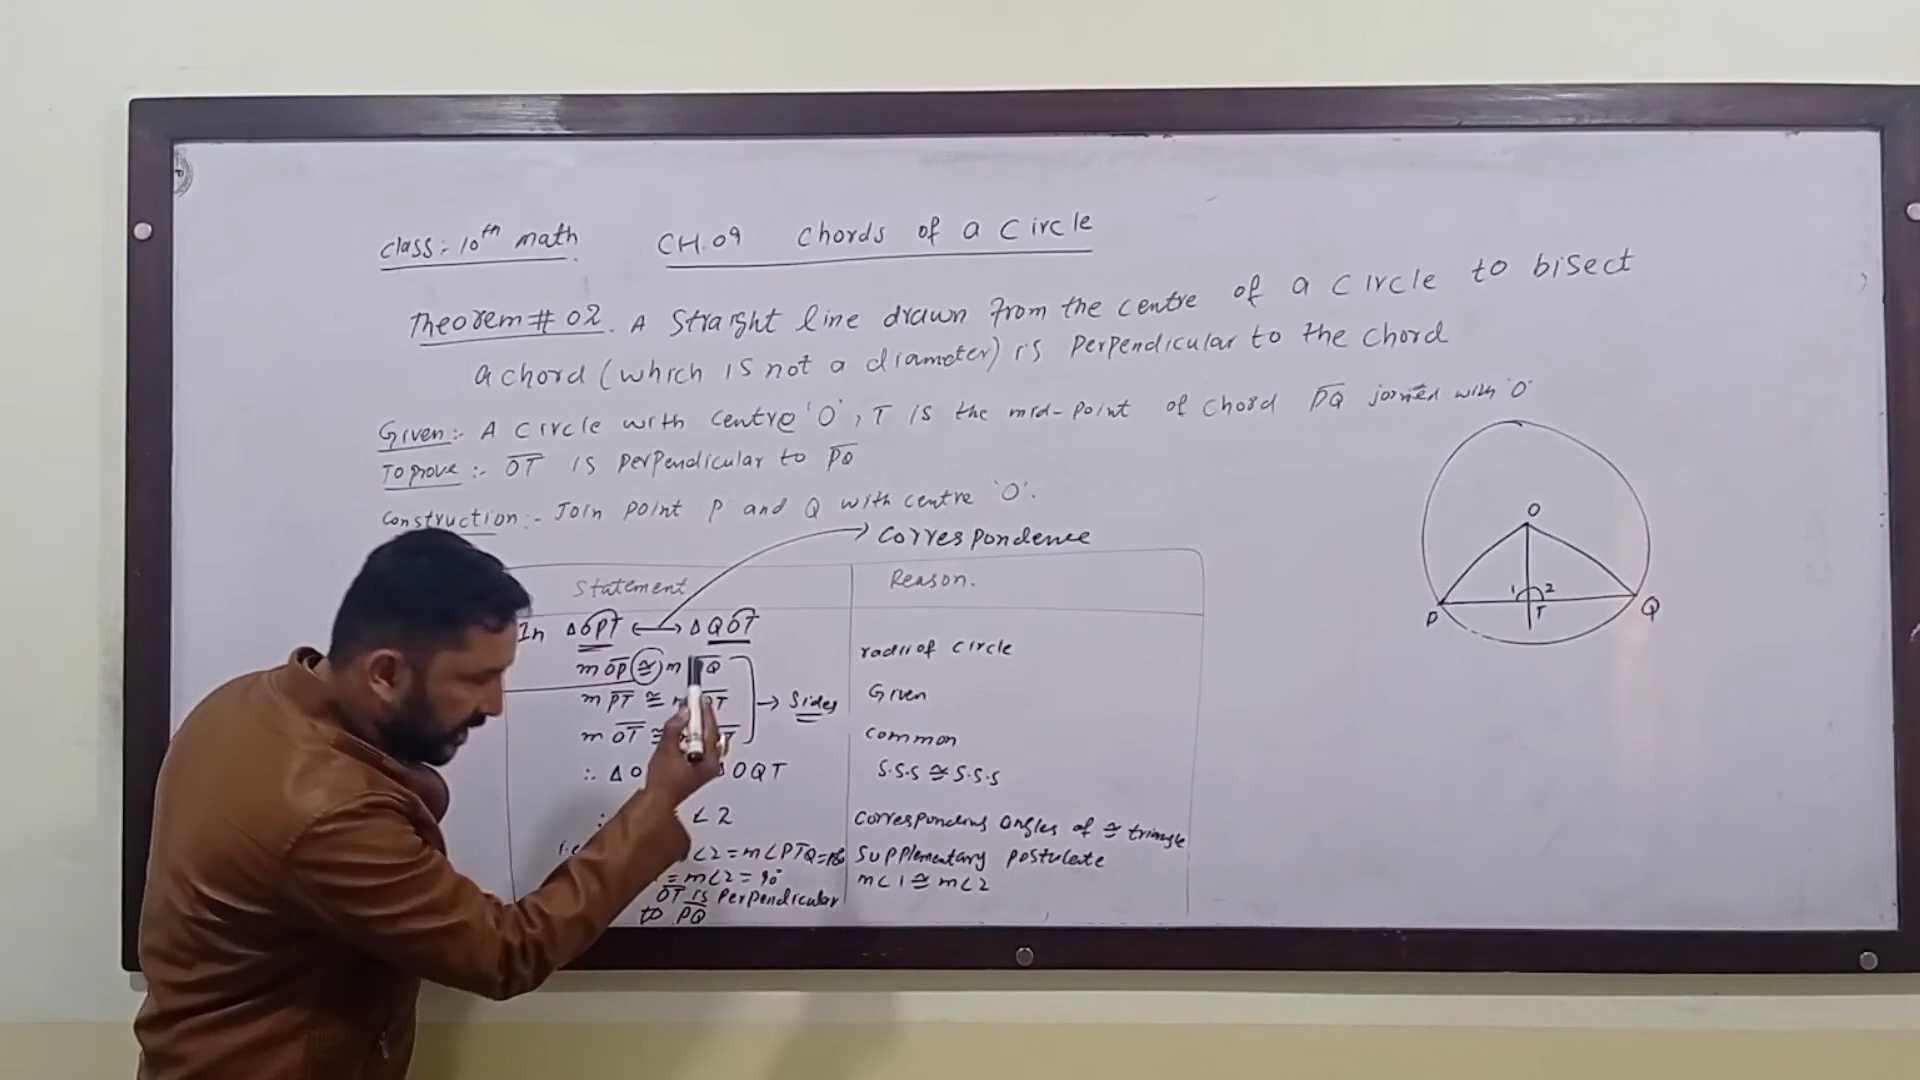 class:- 10th math CH.09 Chords of a Circle
Theorem # 02. A Straight line drawn from the centre of a circle to bisect
a chord (which is not a diameter) is perpendicular to the chord
Given:- A circle with centre 'O', T is the mid-point of chord PQ joined with 'O'
To prove:- OT is perpendicular to PQ
Construction:- Join point P and Q with centre 'O'.
Correspondence
Statement Reason.
In ΔOPT ↔ ΔQOT
m OP ≅ m Q radii of circle
m PT ≅ m T → Sides Given
m OT ≅ Common
∴ Δ O Δ OQT S.S.S ≅ S.S.S
∠2 corresponding angles of ≅ triangle
i.e ∠2 = m∠PTQ = Supplementary postulate
= m∠2 = 90° m∠1 ≅ m∠2
OT is perpendicular
to PQ
O
1 2
P T Q